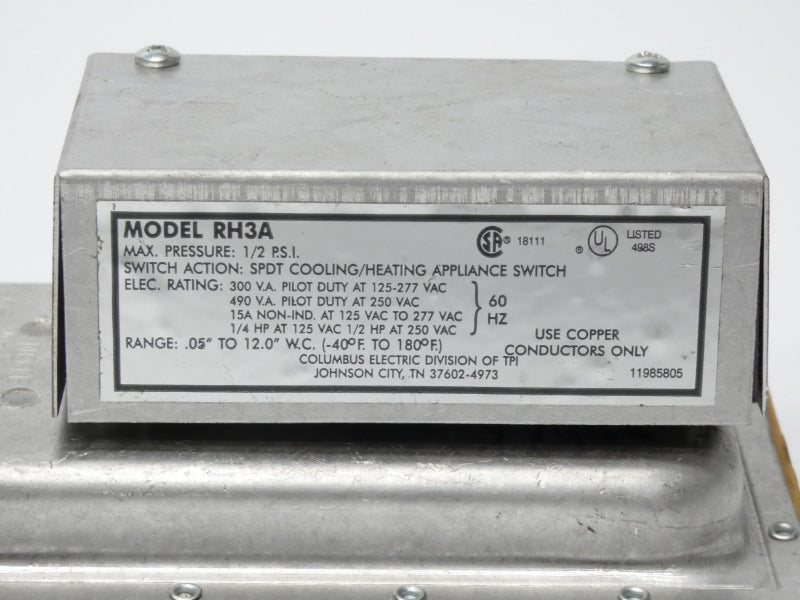 MODEL RH3A
MAX. PRESSURE: 1/2 P.S.I.
SA® 18111
® UL LISTED
498S
SWITCH ACTION: SPDT COOLING/HEATING APPLIANCE SWITCH
ELEC. RATING: 300 V.A. PILOT DUTY AT 125-277 VAC
490 V.A. PILOT DUTY AT 250 VAC
15A NON-IND. AT 125 VAC TO 277 VAC
1/4 HP AT 125 VAC 1/2 HP AT 250 VAC
60
HZ
RANGE: .05" TO 12.0" W.C. (-40°F. TO 180°F.)
USE COPPER
CONDUCTORS ONLY
COLUMBUS ELECTRIC DIVISION OF TPI
JOHNSON CITY, TN 37602-4973
11985805